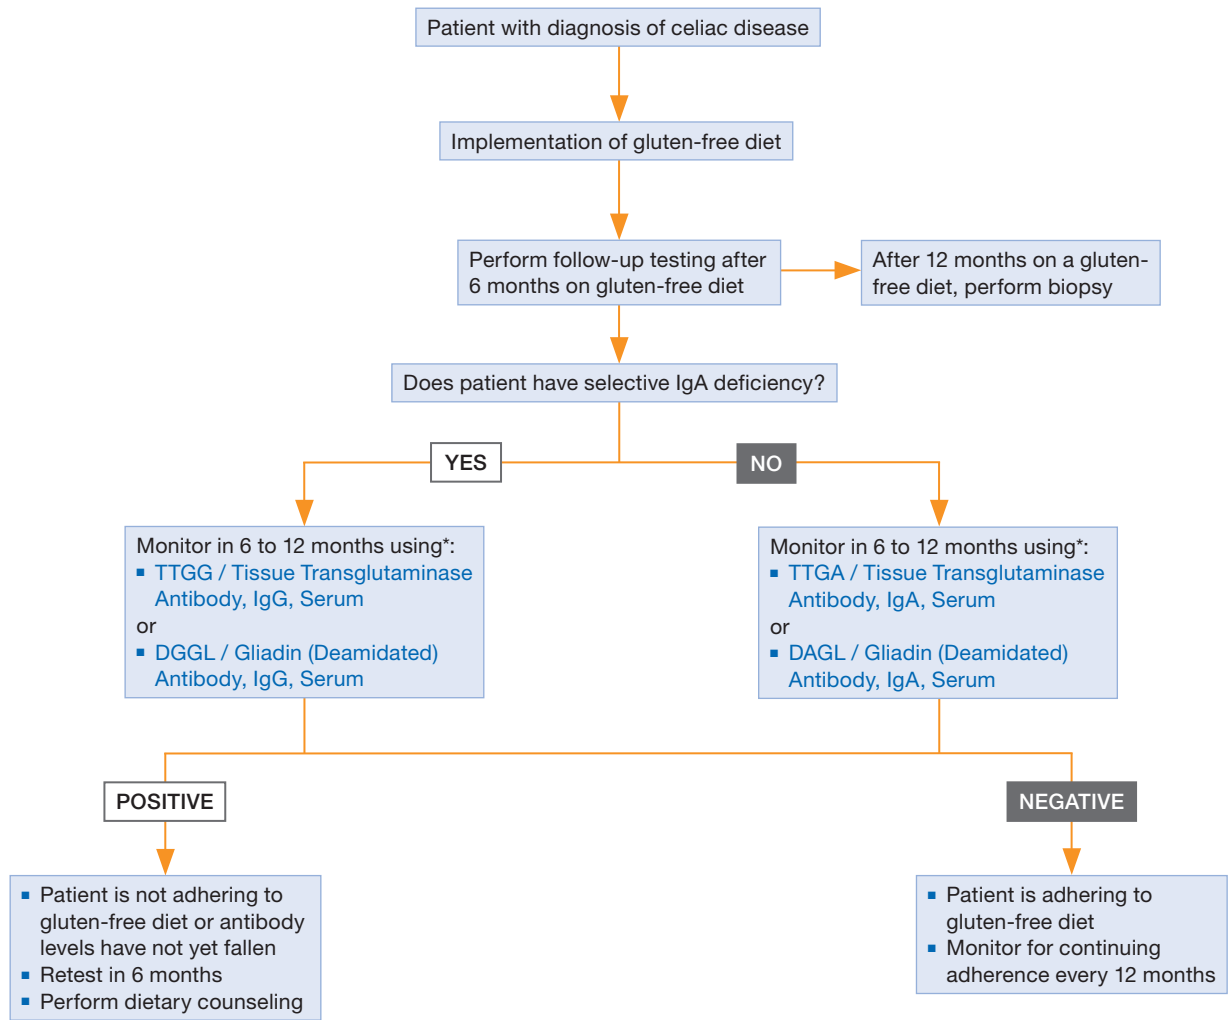 Patient with diagnosis of celiac disease
Implementation of gluten-free diet
Perform follow-up testing after
6 months on gluten-free diet
After 12 months on a gluten-
free diet, perform biopsy
Does patient have selective IgA deficiency?
YES
NO
Monitor in 6 to 12 months using*:
▪ TTGG / Tissue Transglutaminase
Antibody, IgG, Serum
or
▪ DGGL / Gliadin (Deamidated)
Antibody, IgG, Serum
Monitor in 6 to 12 months using*:
▪ TTGA / Tissue Transglutaminase
Antibody, IgA, Serum
or
▪ DAGL / Gliadin (Deamidated)
Antibody, IgA, Serum
POSITIVE
NEGATIVE
▪ Patient is not adhering to
gluten-free diet or antibody
levels have not yet fallen
▪ Retest in 6 months
▪ Perform dietary counseling
▪ Patient is adhering to
gluten-free diet
▪ Monitor for continuing
adherence every 12 months